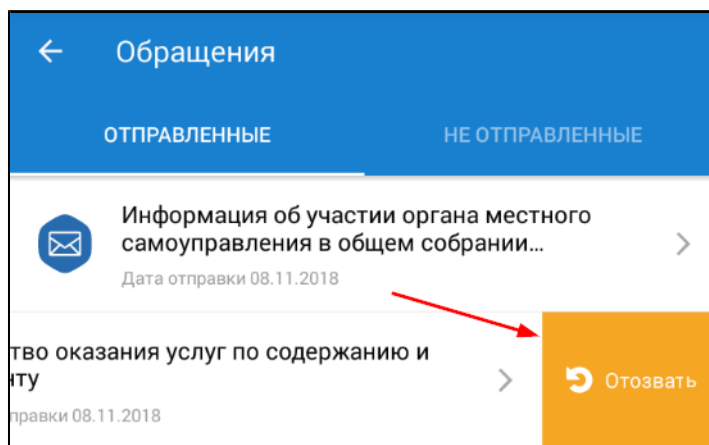 Обращения
ОТПРАВЛЕННЫЕ
НЕ ОТПРАВЛЕННЫЕ
Информация об участии органа местного
самоуправления в общем собрании...
Дата отправки 08.11.2018
тво оказания услуг по содержанию и
нту
правки 08.11.2018
Отозвать